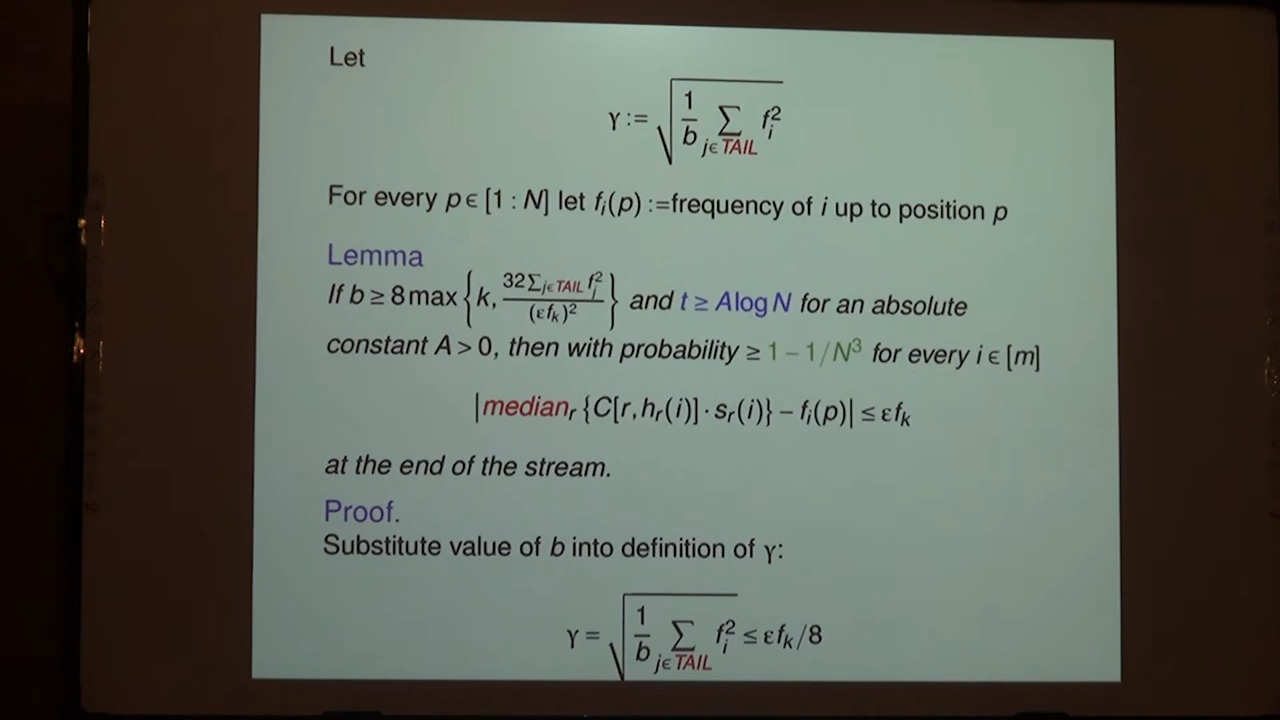 Let
γ := √(1/b ∑_{j∈TAIL} f_i^2)
For every p ∈ [1 : N] let f_i(p) :=frequency of i up to position p
Lemma
If b ≥ 8 max {k, 32∑_{j∈TAIL} f_j^2 / (εf_k)^2} and t ≥ A log N for an absolute
constant A > 0, then with probability ≥ 1 − 1/N^3 for every i ∈ [m]
|median_r {C[r, h_r(i)] · s_r(i)} − f_i(p)| ≤ εf_k
at the end of the stream.
Proof.
Substitute value of b into definition of γ:
γ = √(1/b ∑_{j∈TAIL} f_i^2) ≤ εf_k/8